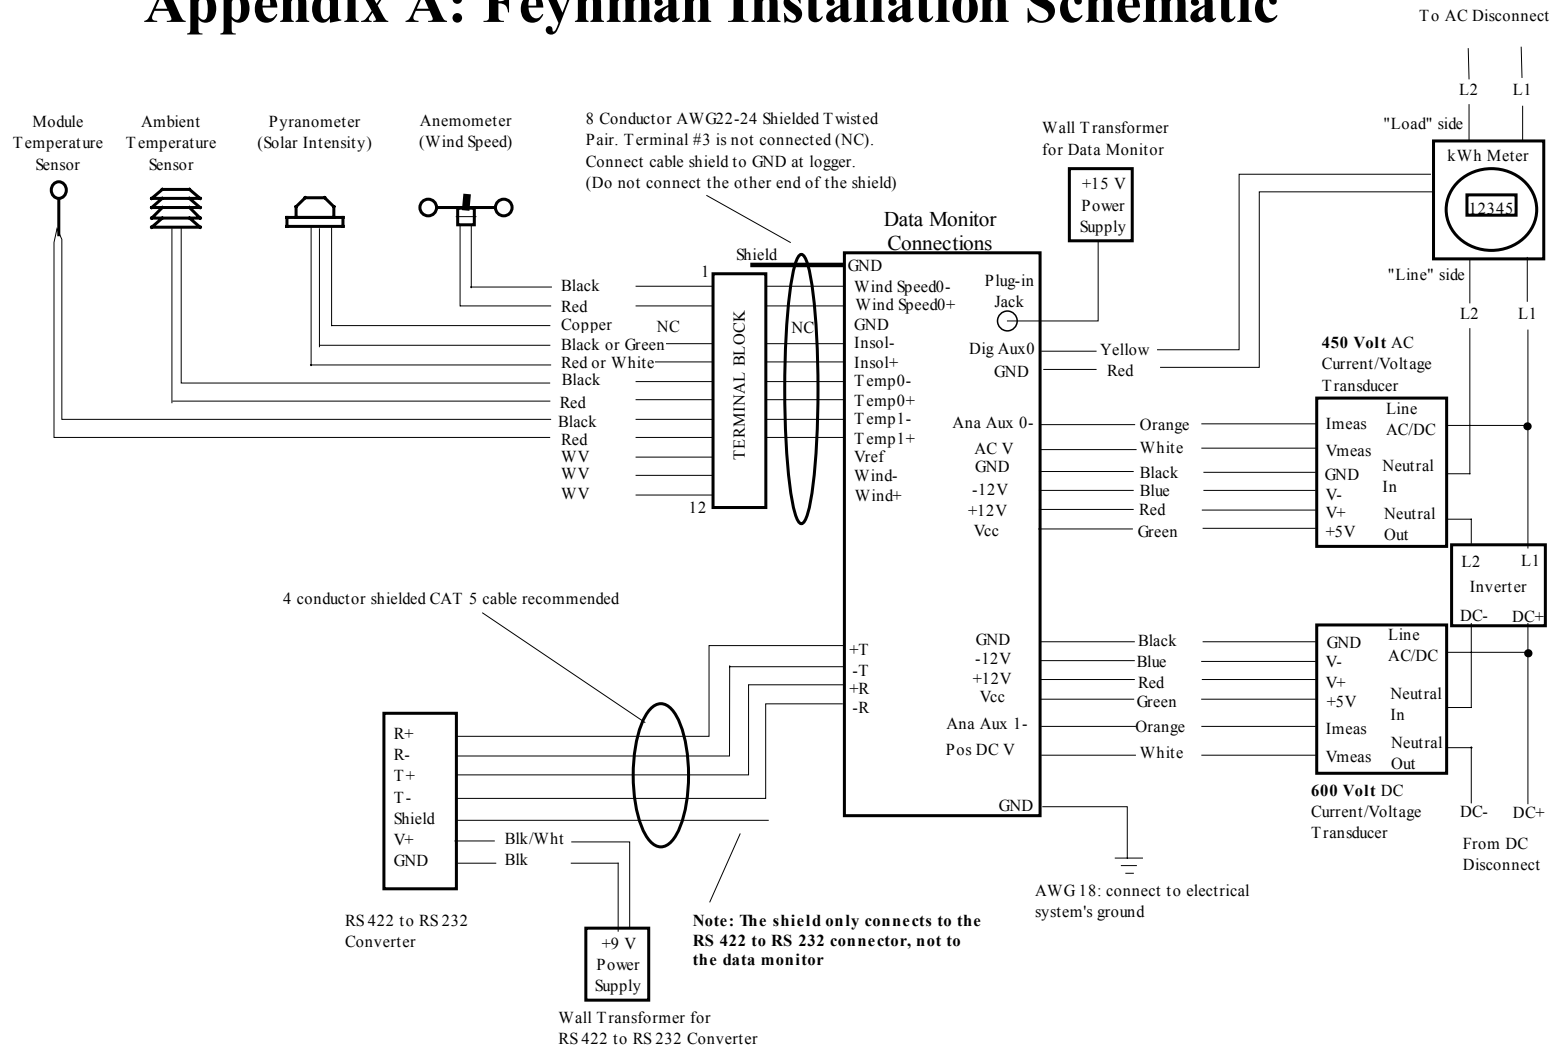 Appendix A: Feynman Installation Schematic
To AC Disconnect
L2
L1
"Load" side
kWh Meter
12345
"Line" side
L2
L1
Module
Temperature
Sensor
Ambient
Temperature
Sensor
Pyranometer
(Solar Intensity)
Anemometer
(Wind Speed)
8 Conductor AWG22-24 Shielded Twisted
Pair. Terminal #3 is not connected (NC).
Connect cable shield to GND at logger.
(Do not connect the other end of the shield)
Wall Transformer
for Data Monitor
+15 V
Power
Supply
Data Monitor
Connections
Shield
1
Black
Red
Copper
NC
Black or Green
Red or White
Black
Red
Black
Red
WV
WV
WV
12
TERMINAL BLOCK
NC
GND
Wind Speed0-
Wind Speed0+
GND
Insol-
Insol+
Temp0-
Temp0+
Temp1-
Temp1+
Vref
Wind-
Wind+
Plug-in
Jack
Dig Aux0
GND
Yellow
Red
Ana Aux 0-
AC V
GND
-12V
+12V
Vcc
Orange
White
Black
Blue
Red
Green
450 Volt AC
Current/Voltage
Transducer
Imeas
Vmeas
GND
V-
V+
+5V
Line
AC/DC
Neutral
In
Neutral
Out
L2
L1
Inverter
DC-
DC+
4 conductor shielded CAT 5 cable recommended
+T
-T
+R
-R
GND
-12V
+12V
Vcc
Ana Aux 1-
Pos DC V
GND
Black
Blue
Red
Green
Orange
White
GND
V-
V+
+5V
Imeas
Vmeas
Line
AC/DC
Neutral
In
Neutral
Out
600 Volt DC
Current/Voltage
Transducer
DC-
DC+
From DC
Disconnect
R+
R-
T+
T-
Shield
V+
GND
Blk/Wht
Blk
RS422 to RS232
Converter
+9 V
Power
Supply
Wall Transformer for
RS422 to RS232 Converter
Note: The shield only connects to the
RS 422 to RS 232 connector, not to
the data monitor
AWG 18: connect to electrical
system's ground